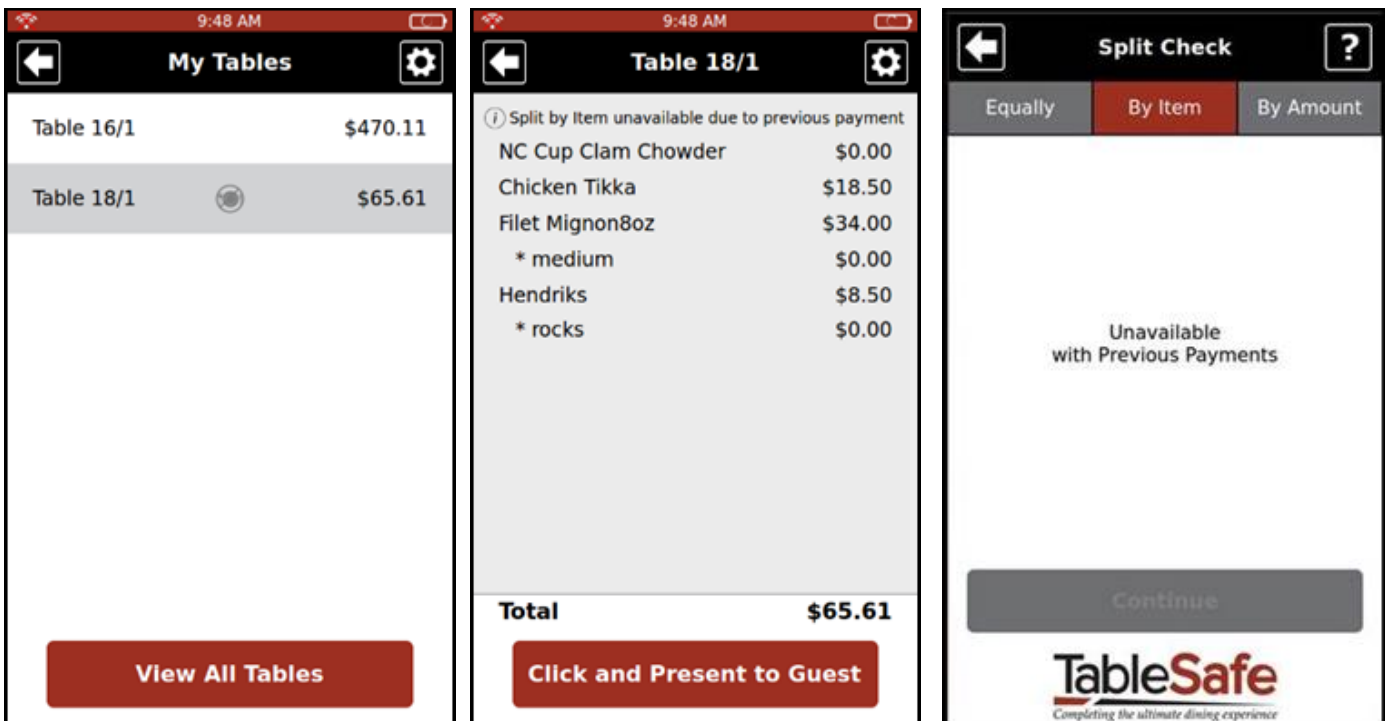 9:48 AM
My Tables
Table 16/1 $470.11
Table 18/1 $65.61
View All Tables
9:48 AM
Table 18/1
i Split by Item unavailable due to previous payment
NC Cup Clam Chowder $0.00
Chicken Tikka $18.50
Filet Mignon8oz $34.00
* medium $0.00
Hendriks $8.50
* rocks $0.00
Total $65.61
Click and Present to Guest
Split Check ?
Equally By Item By Amount
Unavailable
with Previous Payments
Continue
TableSafe
Completing the ultimate dining experience